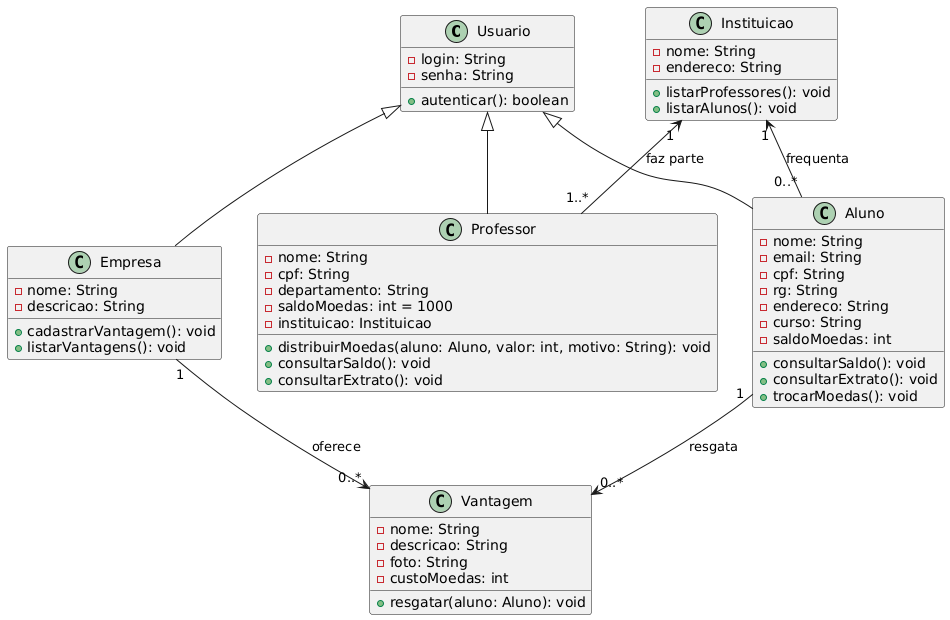 C Usuario
login: String
senha: String
autenticar(): boolean
C Instituicao
nome: String
endereco: String
listarProfessores(): void
listarAlunos(): void
1
faz parte
1..*
1
frequenta
0..*
C Empresa
nome: String
descricao: String
cadastrarVantagem(): void
listarVantagens(): void
C Professor
nome: String
cpf: String
departamento: String
saldoMoedas: int = 1000
instituicao: Instituicao
distribuirMoedas(aluno: Aluno, valor: int, motivo: String): void
consultarSaldo(): void
consultarExtrato(): void
C Aluno
nome: String
email: String
cpf: String
rg: String
endereco: String
curso: String
saldoMoedas: int
consultarSaldo(): void
consultarExtrato(): void
trocarMoedas(): void
1
oferece
0..*
1
resgata
0..*
C Vantagem
nome: String
descricao: String
foto: String
custoMoedas: int
resgatar(aluno: Aluno): void